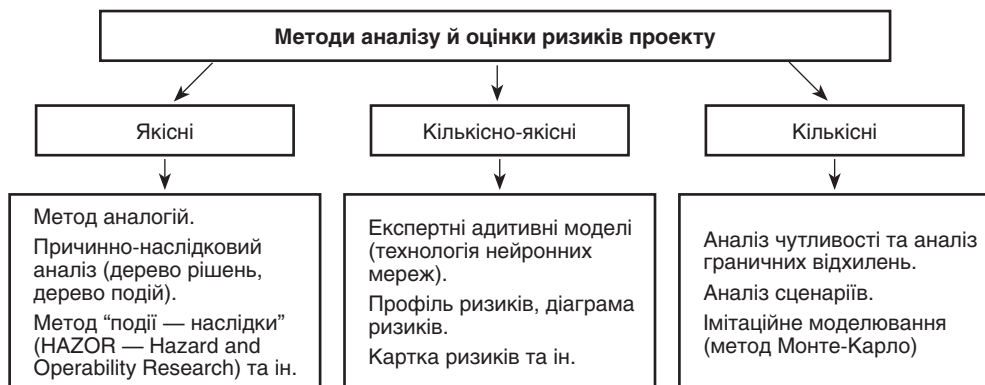 Методи аналізу й оцінки ризиків проекту
Якісні
Кількісно-якісні
Кількісні
Метод аналогій.
Причинно-наслідковий
аналіз (дерево рішень,
дерево подій).
Метод “події — наслідки”
(HAZOR — Hazard and
Operability Research) та ін.
Експертні адитивні моделі
(технологія нейронних
мереж).
Профіль ризиків, діаграма
ризиків.
Картка ризиків та ін.
Аналіз чутливості та аналіз
граничних відхилень.
Аналіз сценаріїв.
Імітаційне моделювання
(метод Монте-Карло)